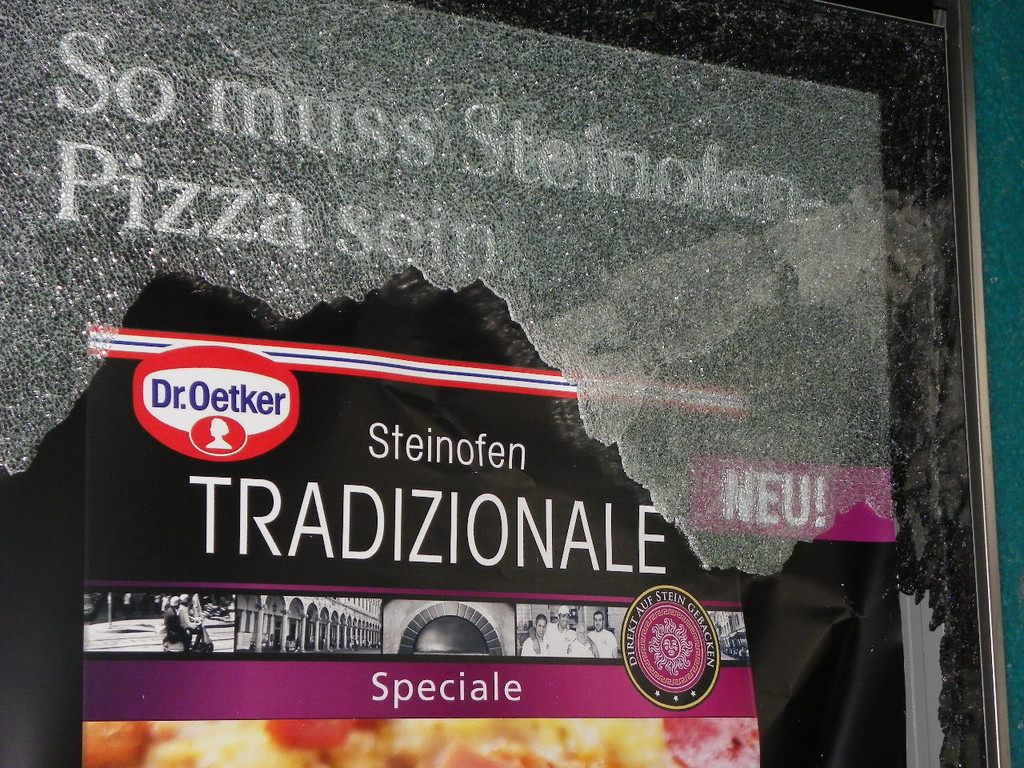 So muss Steinofen
Pizza sein
Dr. Oetker
Steinofen
TRADIZIONALE
NEU!
DIREKT AUF STEIN GEBACKEN
Speciale